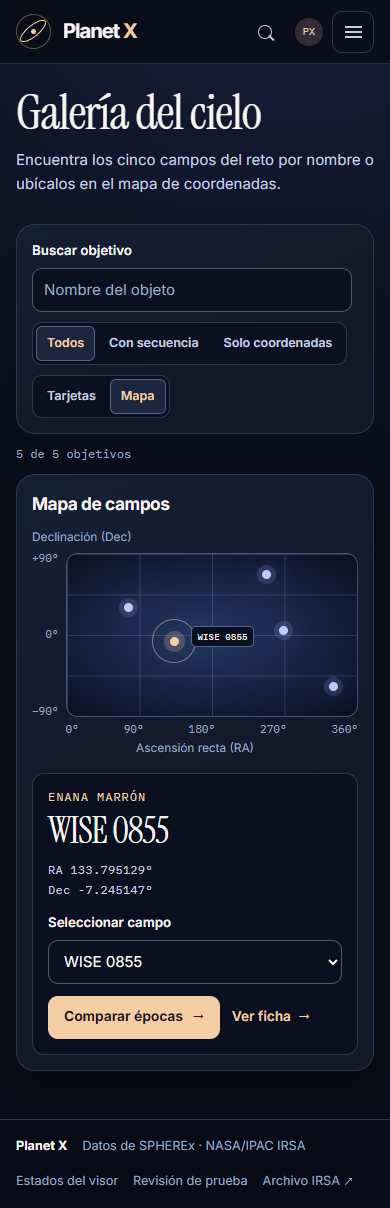 Planet X
PX
Galería del cielo
Encuentra los cinco campos del reto por nombre o
ubícalos en el mapa de coordenadas.
Buscar objetivo
Nombre del objeto
Todos Con secuencia Solo coordenadas
Tarjetas Mapa
5 de 5 objetivos
Mapa de campos
Declinación (Dec)
+90°
0°
−90°
WISE 0855
0° 90° 180° 270° 360°
Ascensión recta (RA)
ENANA MARRÓN
WISE 0855
RA 133.795129°
Dec -7.245147°
Seleccionar campo
WISE 0855
Comparar épocas → Ver ficha →
Planet X Datos de SPHEREx · NASA/IPAC IRSA
Estados del visor Revisión de prueba Archivo IRSA ↗